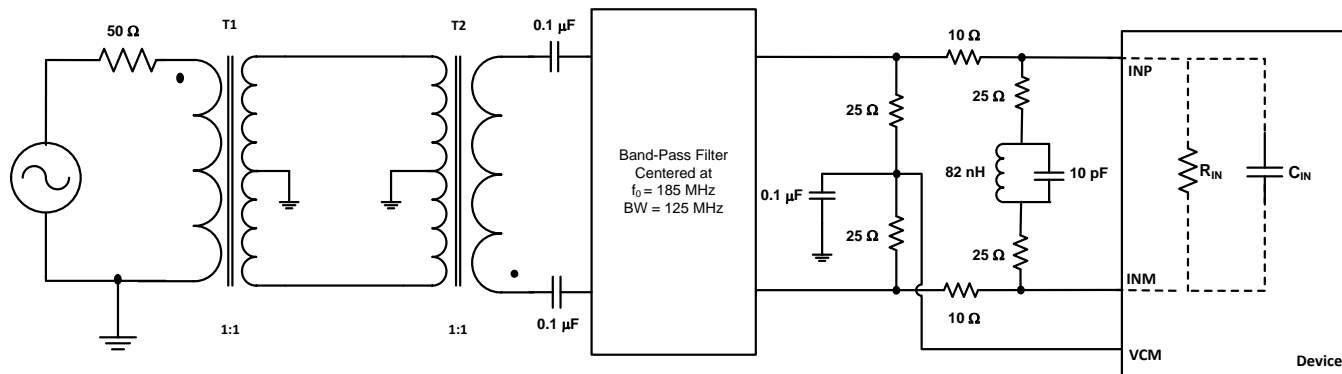 50 Ω
T1
T2
0.1 µF
0.1 µF
1:1
1:1
Band-Pass Filter
Centered at
f₀ = 185 MHz
BW = 125 MHz
25 Ω
0.1 µF
25 Ω
10 Ω
10 Ω
25 Ω
82 nH
10 pF
25 Ω
INP
R_IN
C_IN
INM
VCM
Device